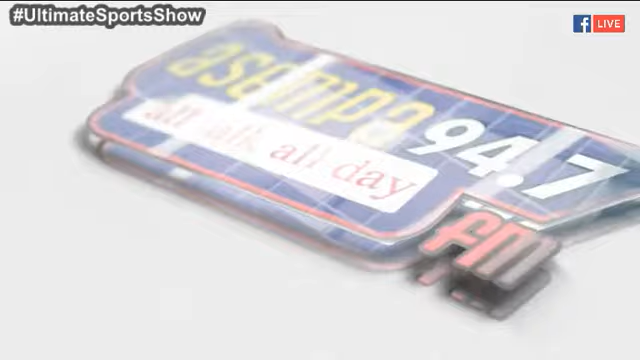 #UltimateSportsShow
LIVE
asempa 94.7
all talk all day
fm